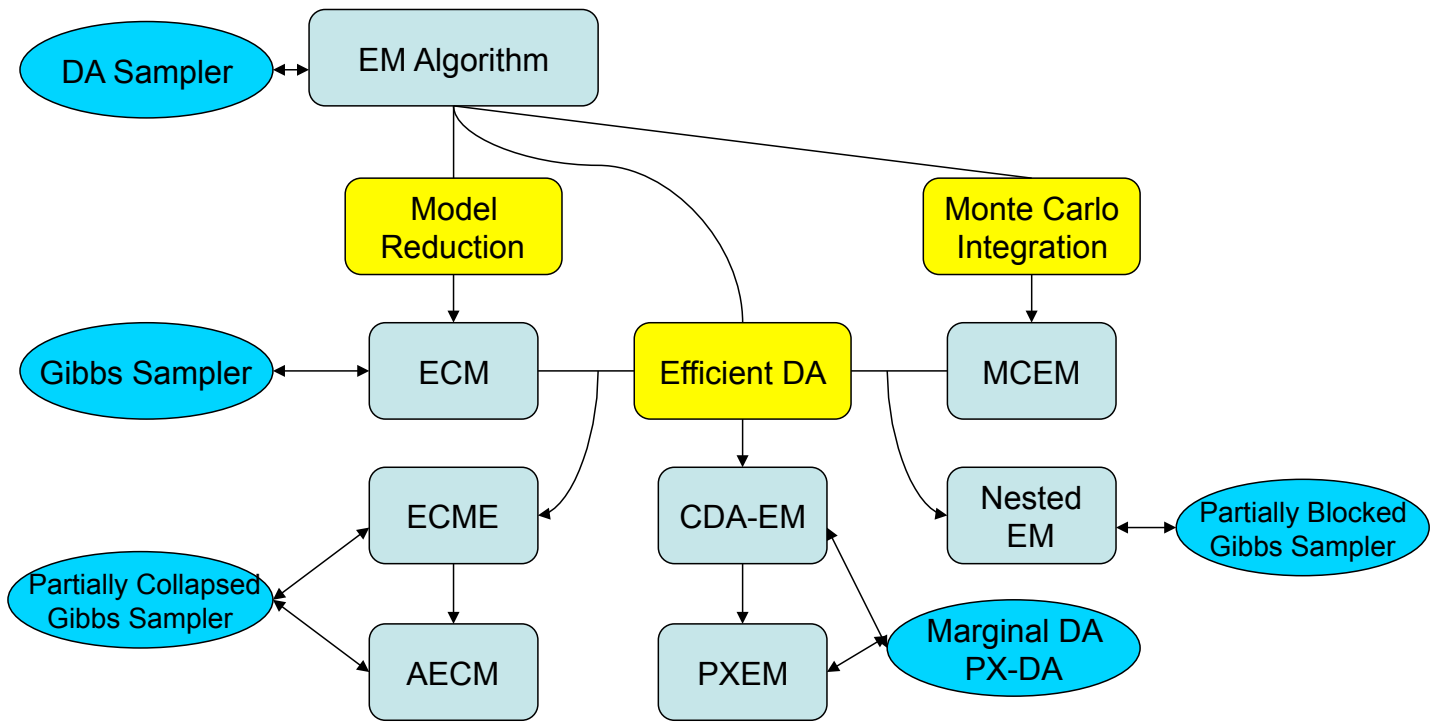 DA Sampler
EM Algorithm
Model
Reduction
Monte Carlo
Integration
Gibbs Sampler
ECM
Efficient DA
MCEM
ECME
CDA-EM
Nested
EM
Partially Blocked
Gibbs Sampler
Partially Collapsed
Gibbs Sampler
AECM
PXEM
Marginal DA
PX-DA